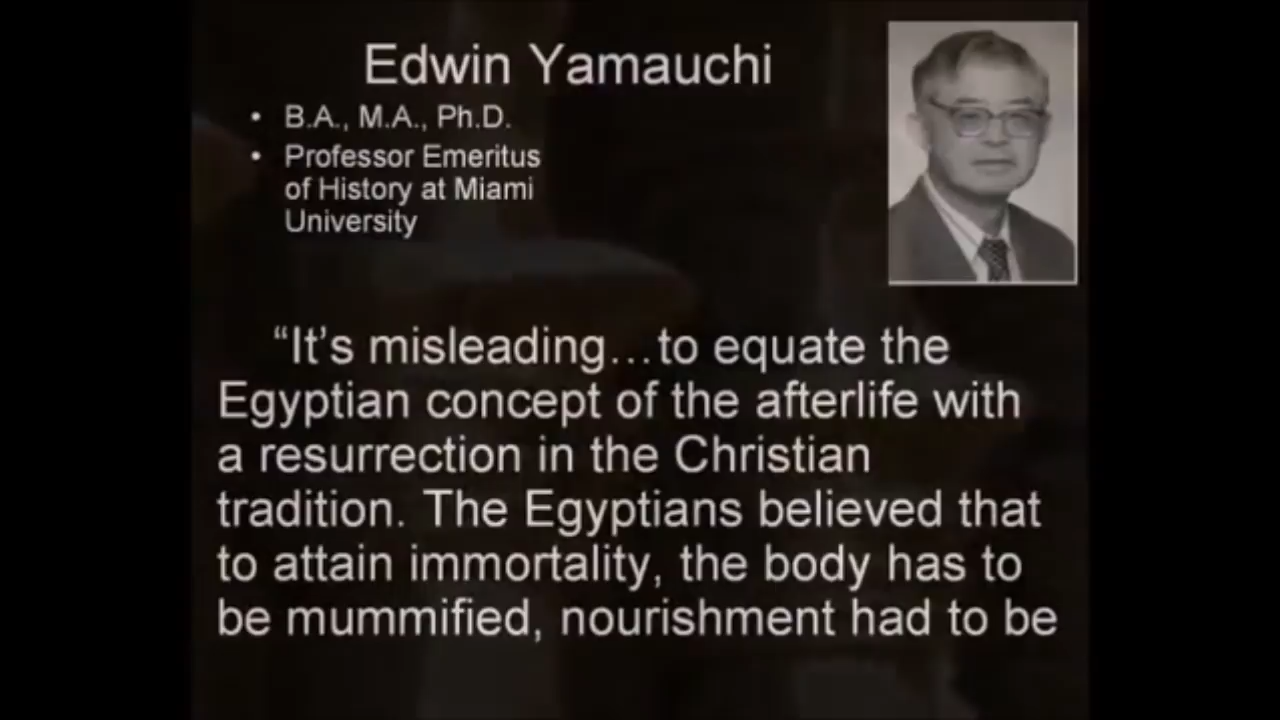 Edwin Yamauchi
• B.A., M.A., Ph.D.
• Professor Emeritus
of History at Miami
University
“It’s misleading…to equate the
Egyptian concept of the afterlife with
a resurrection in the Christian
tradition. The Egyptians believed that
to attain immortality, the body has to
be mummified, nourishment had to be